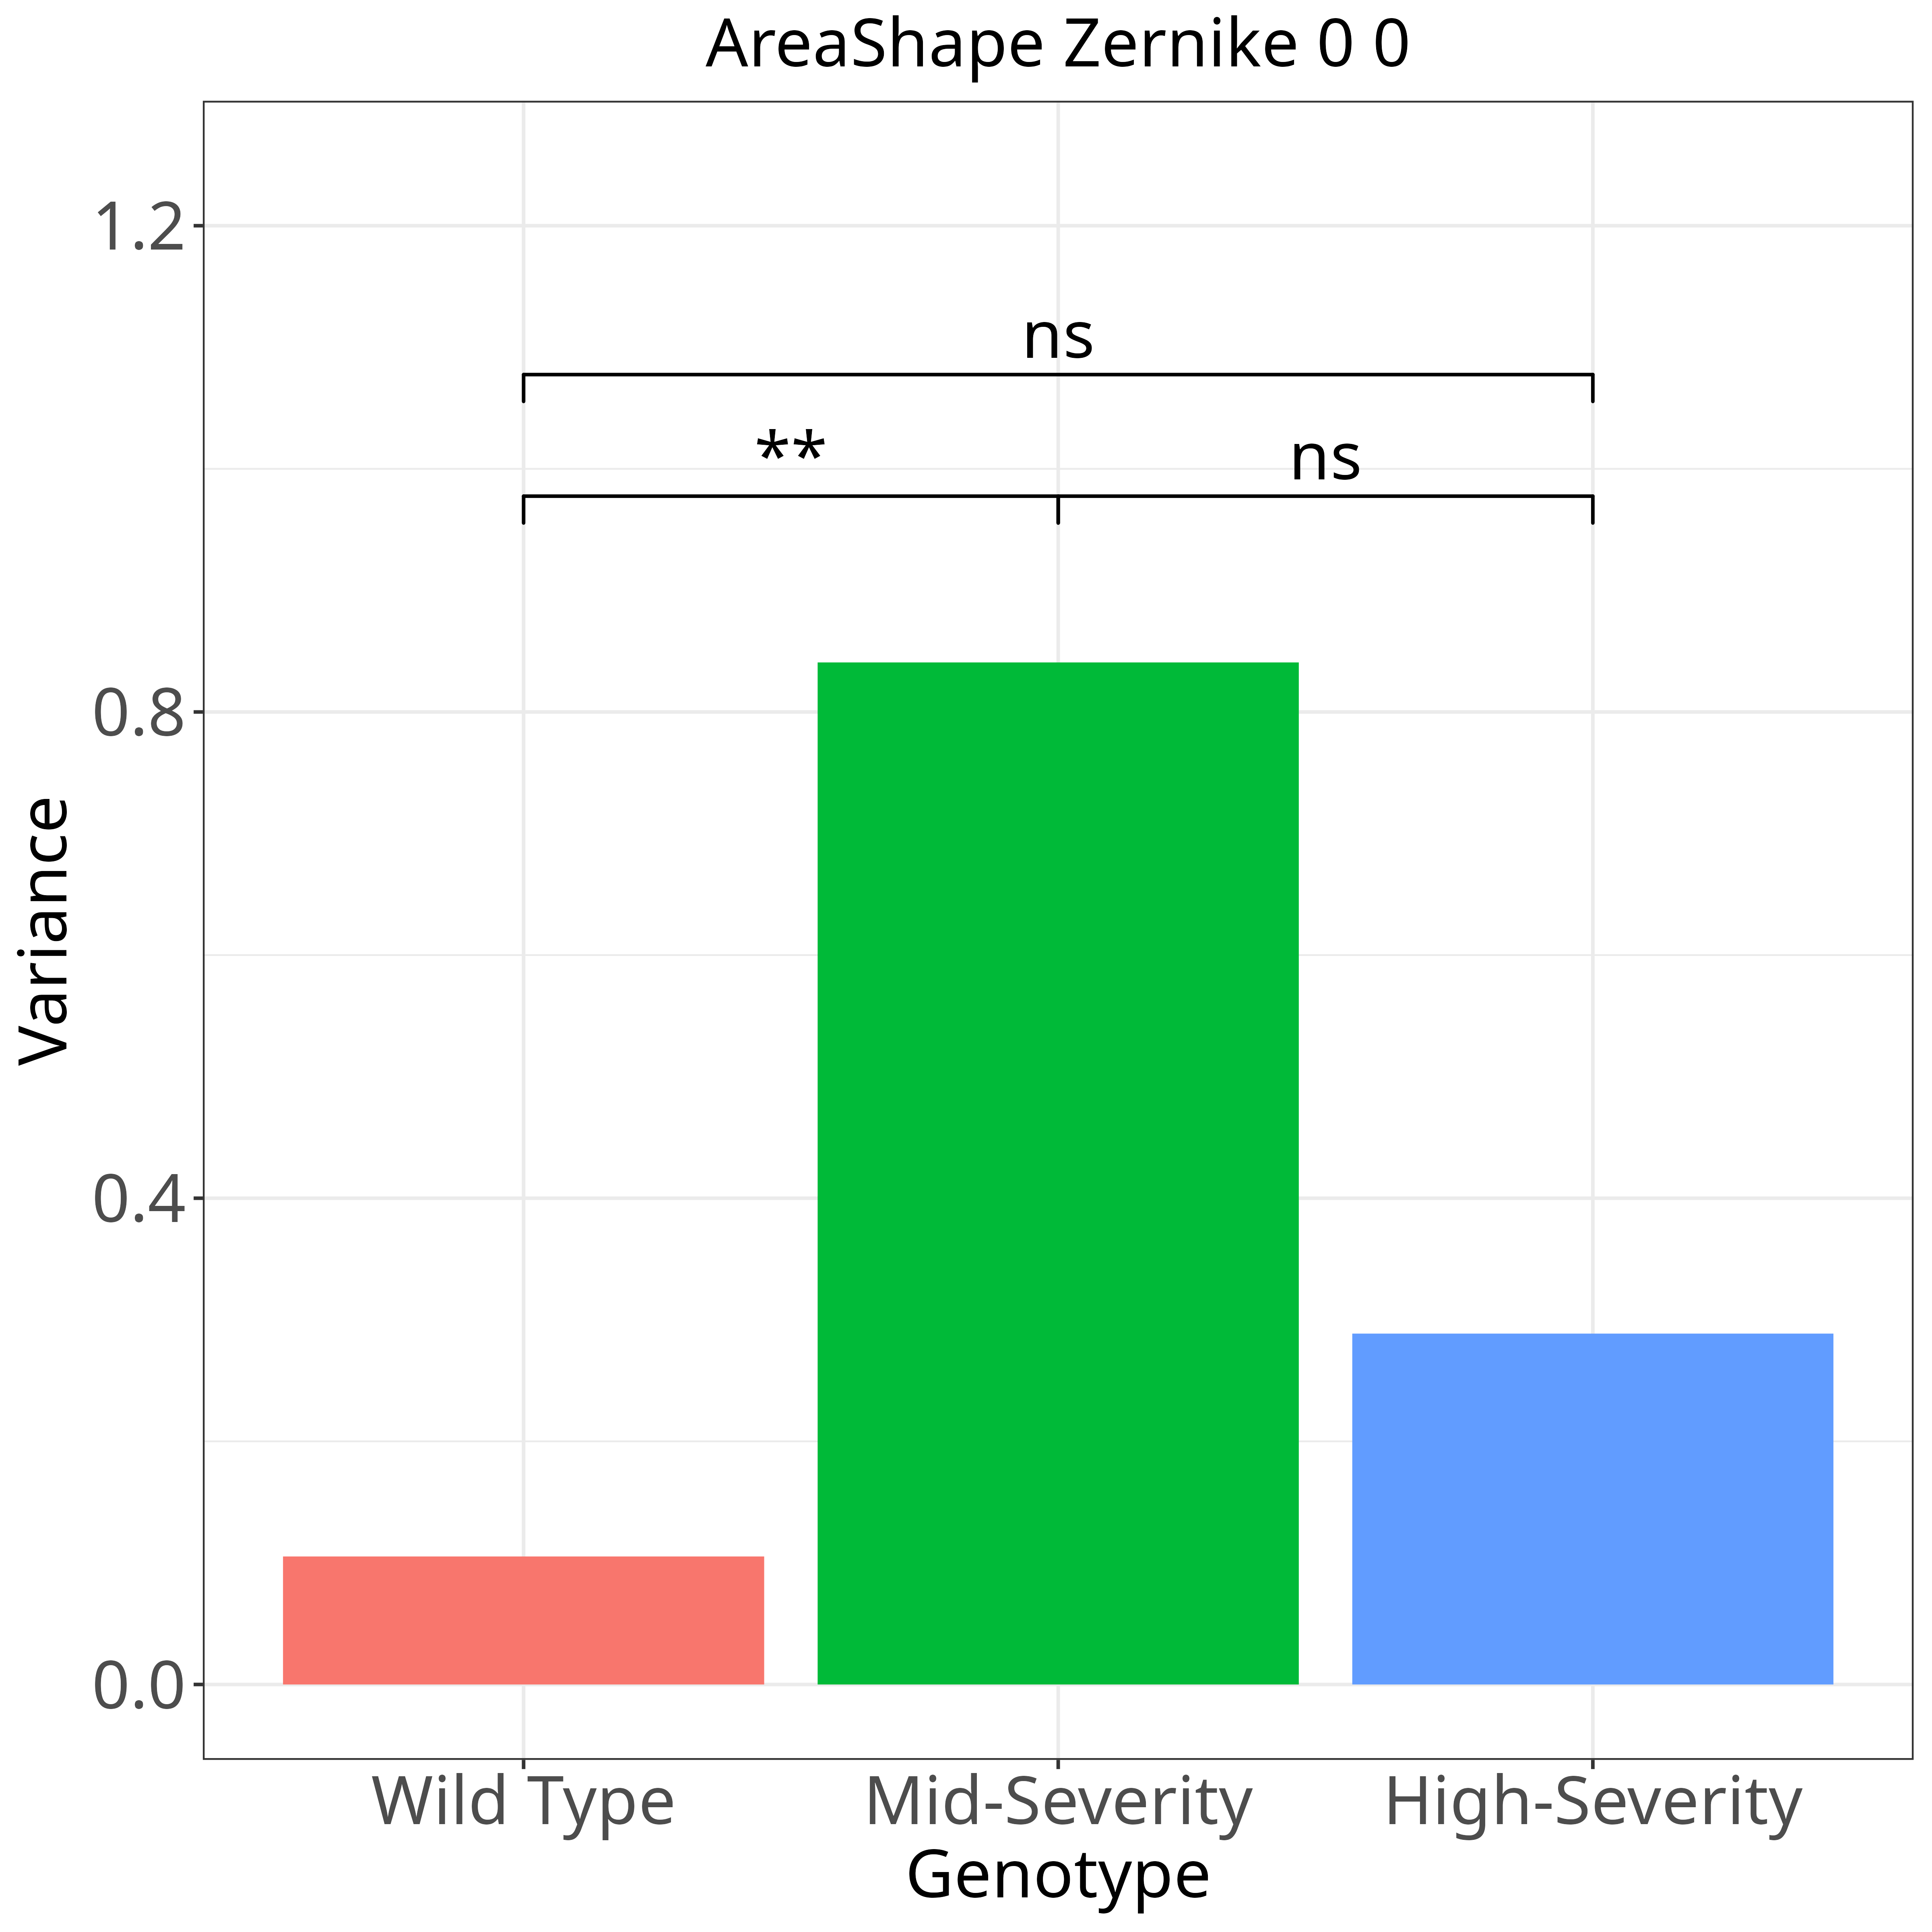 AreaShape Zernike 0 0
1.2
0.8
0.4
0.0
Variance
ns
**
ns
Wild Type
Mid-Severity
High-Severity
Genotype